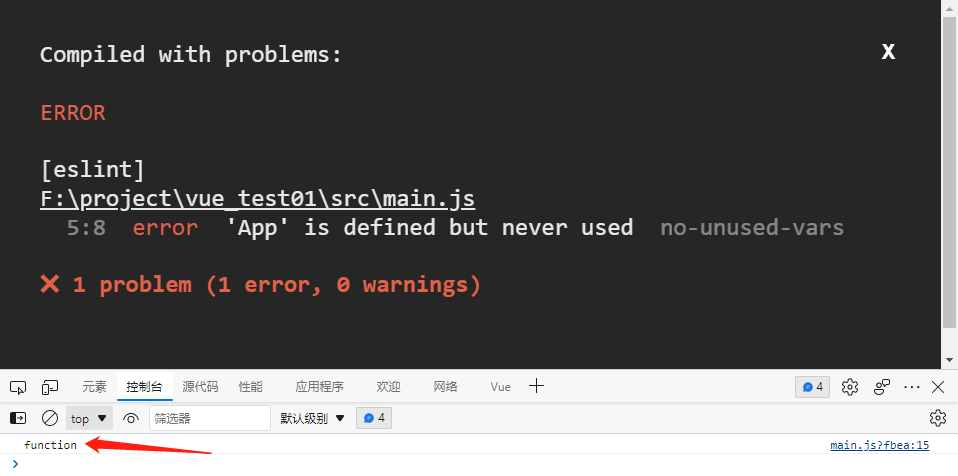 Compiled with problems:
X
ERROR
[eslint]
F:\project\vue_test01\src\main.js
5:8 error 'App' is defined but never used no-unused-vars
❌ 1 problem (1 error, 0 warnings)
元素 控制台 源代码 性能 应用程序 欢迎 网络 Vue + 4
top ▼ 筛选器 默认级别 ▼ 4
function main.js?fbea:15
>